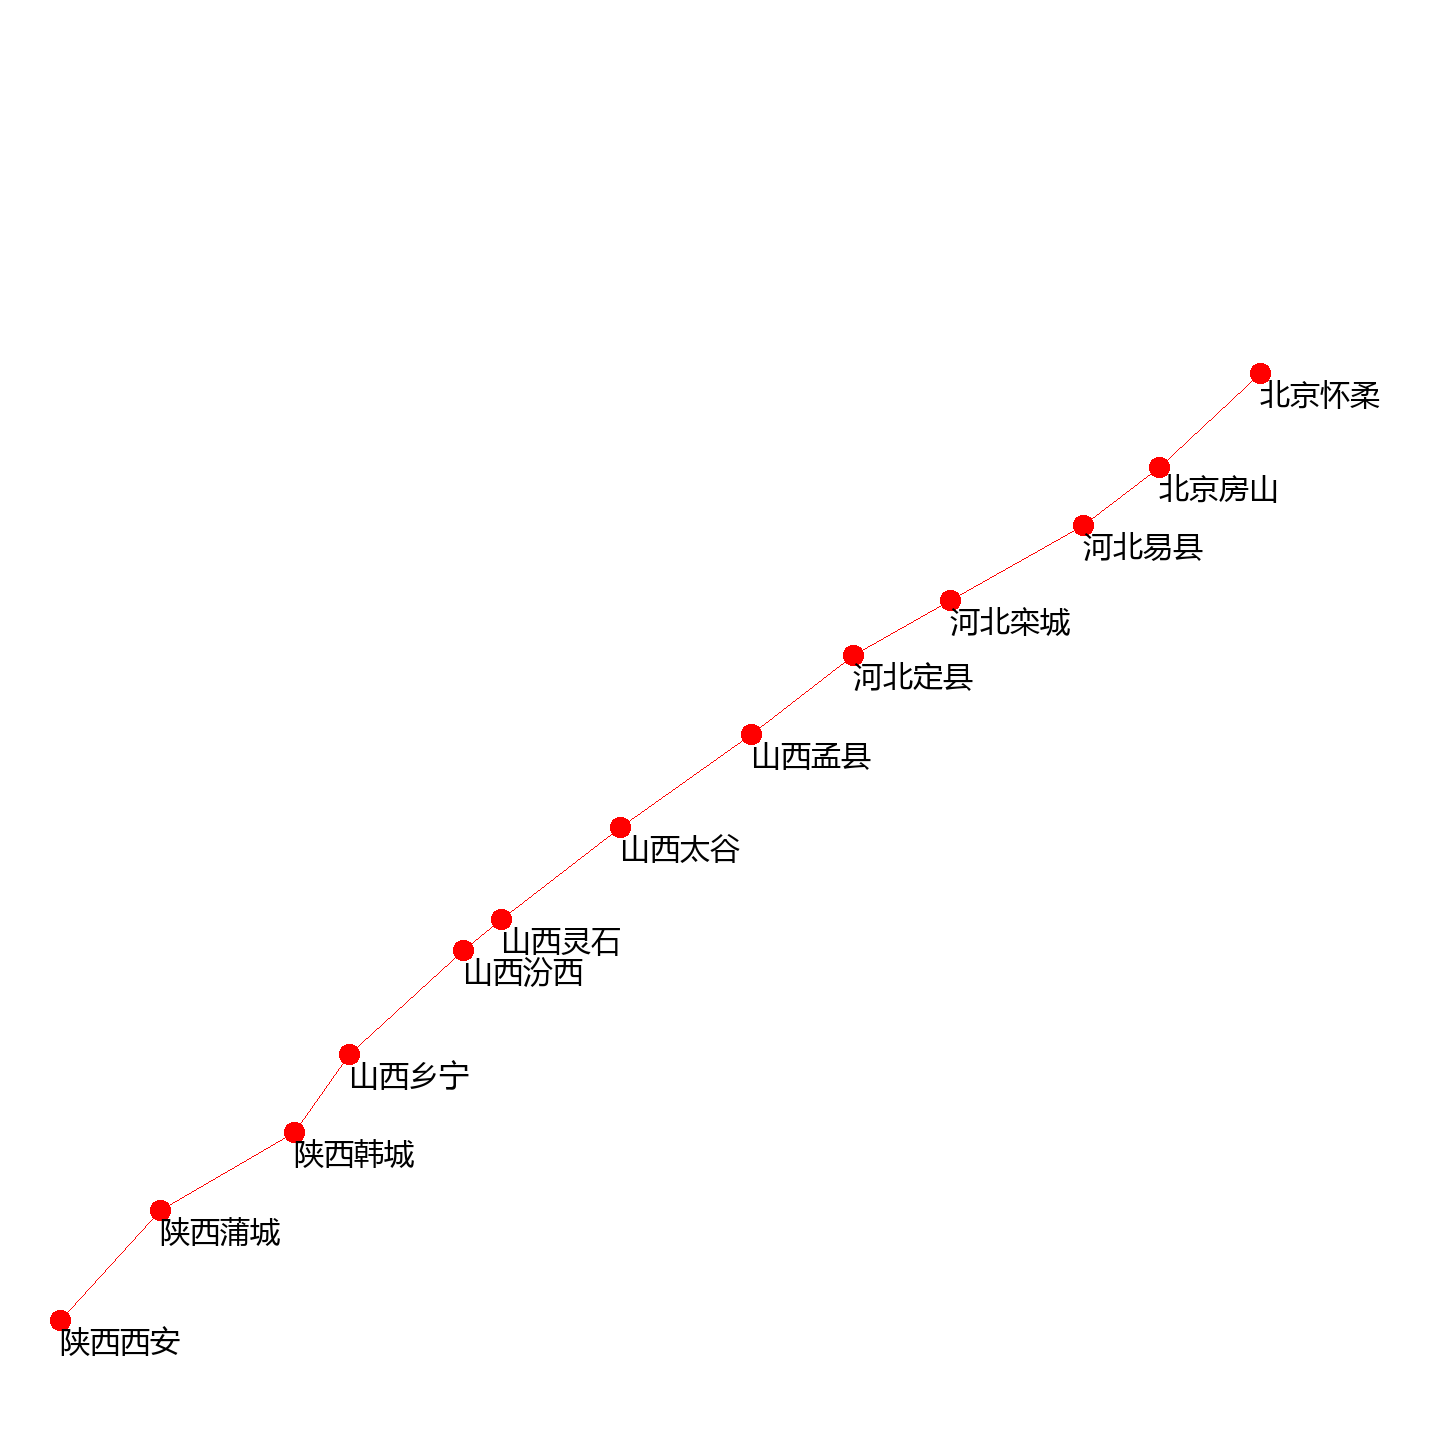 北京怀柔
北京房山
河北易县
河北栾城
河北定县
山西孟县
山西太谷
山西灵石
山西汾西
山西乡宁
陕西韩城
陕西蒲城
陕西西安